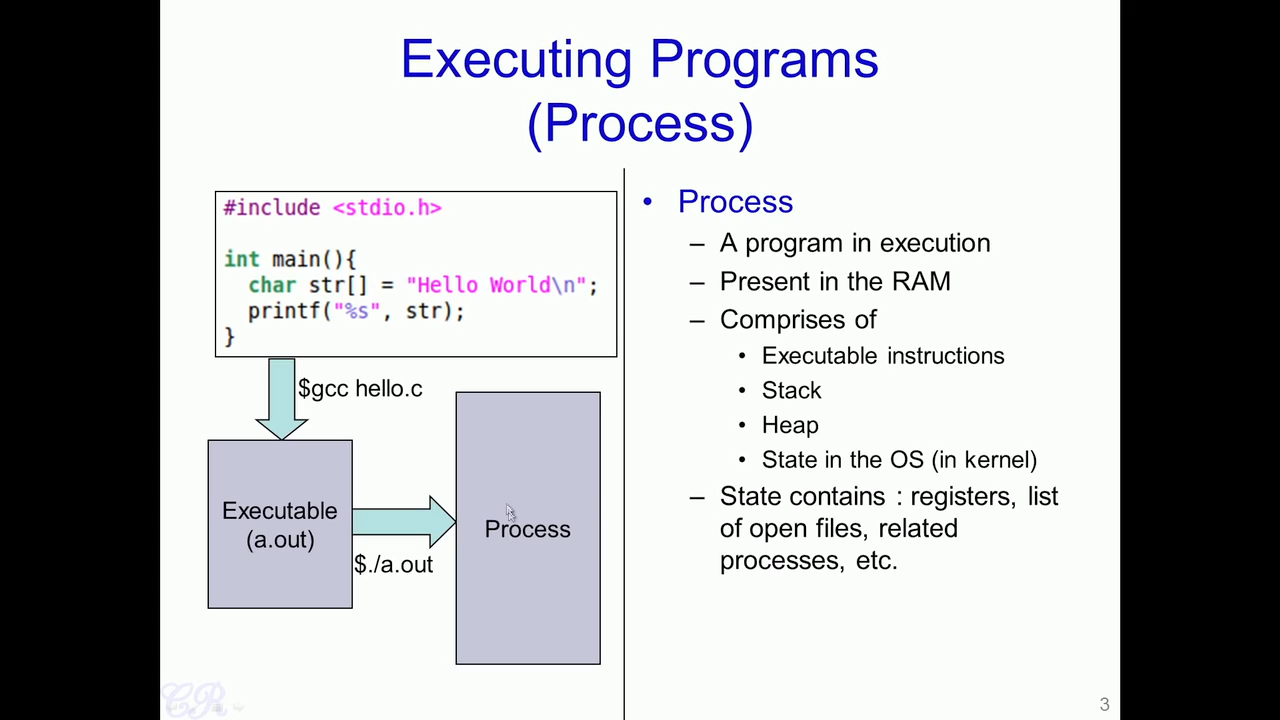 Executing Programs
(Process)
#include <stdio.h>
int main(){
  char str[] = "Hello World\n";
  printf("%s", str);
}
$gcc hello.c
Executable
(a.out)
$./a.out
Process
• Process
– A program in execution
– Present in the RAM
– Comprises of
• Executable instructions
• Stack
• Heap
• State in the OS (in kernel)
– State contains : registers, list
of open files, related
processes, etc.
CR
3